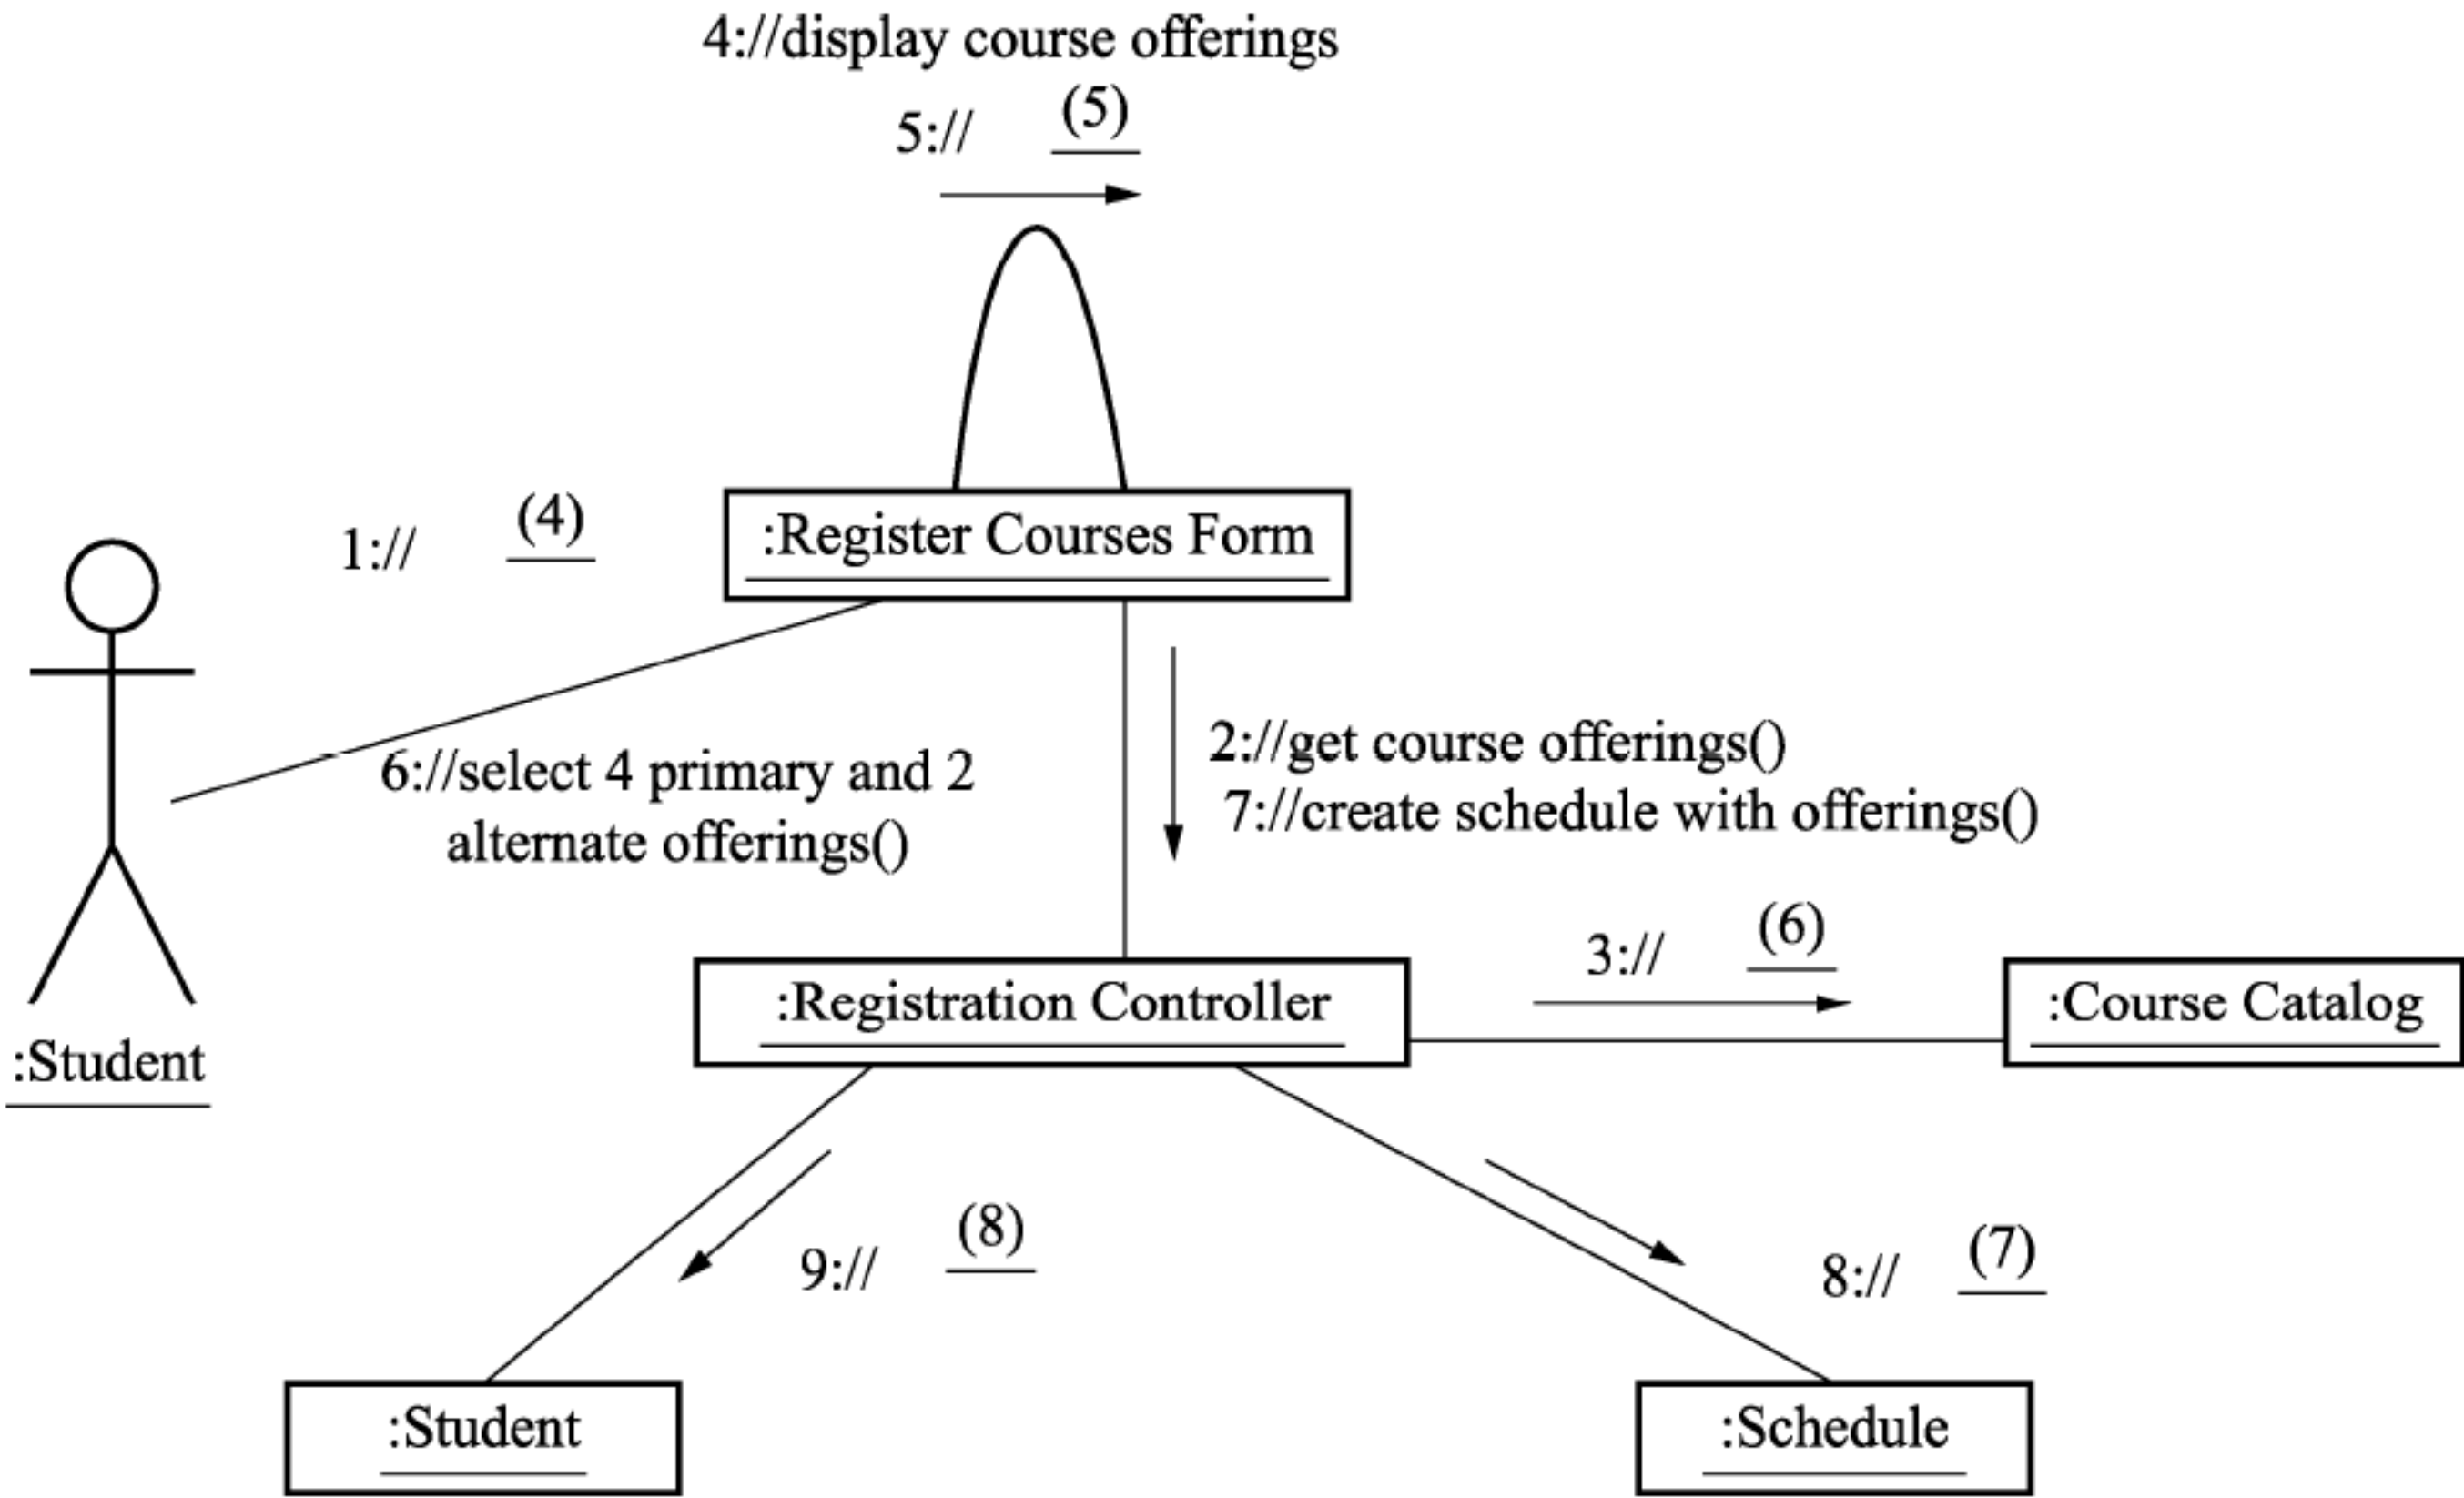 4://display course offerings
5:// (5)
1:// (4)
:Register Courses Form
6://select 4 primary and 2
alternate offerings()
2://get course offerings()
7://create schedule with offerings()
3:// (6)
:Registration Controller
:Course Catalog
:Student
9:// (8)
8:// (7)
:Student
:Schedule